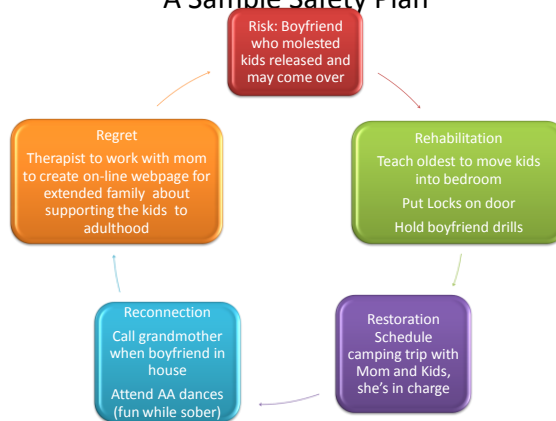 A Sample Safety Plan
Risk: Boyfriend
who molested
kids released and
may come over
Rehabilitation
Teach oldest to move kids
into bedroom
Put Locks on door
Hold boyfriend drills
Restoration
Schedule
camping trip with
Mom and Kids,
she's in charge
Reconnection
Call grandmother
when boyfriend in
house
Attend AA dances
(fun while sober)
Regret
Therapist to work with mom
to create on-line webpage for
extended family about
supporting the kids to
adulthood